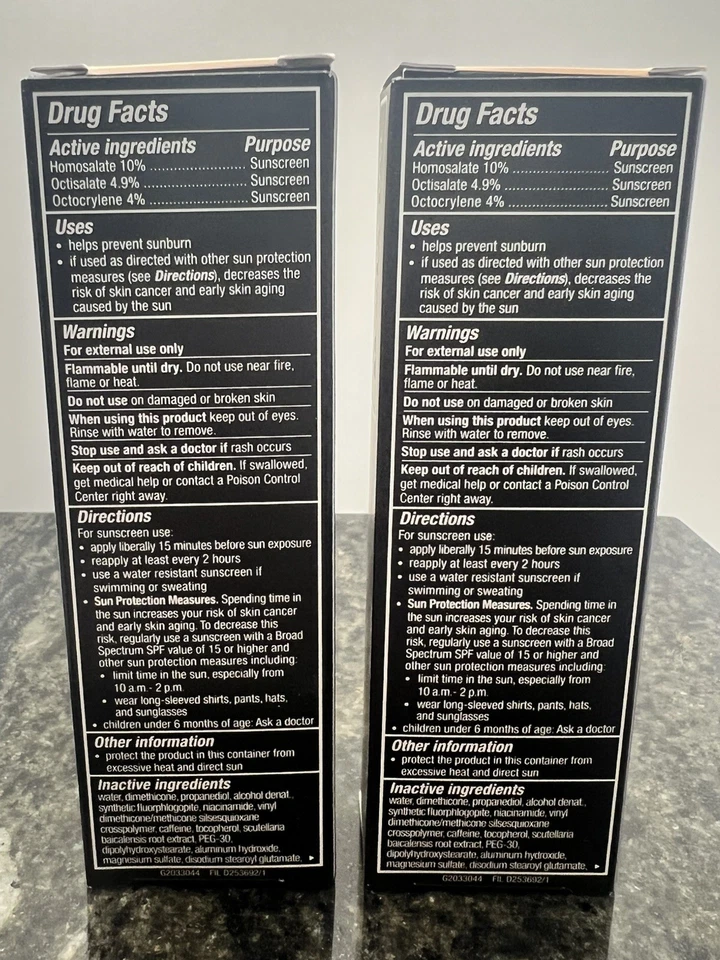 Drug Facts
Active ingredients Purpose
Homosalate 10% ........................ Sunscreen
Octisalate 4.9% .......................... Sunscreen
Octocrylene 4% .......................... Sunscreen
Uses
• helps prevent sunburn
• if used as directed with other sun protection
measures (see Directions), decreases the
risk of skin cancer and early skin aging
caused by the sun
Warnings
For external use only
Flammable until dry. Do not use near fire,
flame or heat.
Do not use on damaged or broken skin
When using this product keep out of eyes.
Rinse with water to remove.
Stop use and ask a doctor if rash occurs
Keep out of reach of children. If swallowed,
get medical help or contact a Poison Control
Center right away.
Directions
For sunscreen use:
• apply liberally 15 minutes before sun exposure
• reapply at least every 2 hours
• use a water resistant sunscreen if
swimming or sweating
• Sun Protection Measures. Spending time in
the sun increases your risk of skin cancer
and early skin aging. To decrease this
risk, regularly use a sunscreen with a Broad
Spectrum SPF value of 15 or higher and
other sun protection measures including:
• limit time in the sun, especially from
10 a.m.- 2 p.m.
• wear long-sleeved shirts, pants, hats,
and sunglasses
• children under 6 months of age: Ask a doctor
Other information
• protect the product in this container from
excessive heat and direct sun
Inactive ingredients
water, dimethicone, propanediol, alcohol denat.,
synthetic fluorphlogopite, niacinamide, vinyl
dimethicone/methicone silsesquioxane
crosspolymer, caffeine, tocopherol, scutellaria
baicalensis root extract, PEG-30,
dipolyhydroxystearate, aluminum hydroxide,
magnesium sulfate, disodium stearoyl glutamate,
G2033044 FIL D253692/1
Drug Facts
Active ingredients Purpose
Homosalate 10% ........................ Sunscreen
Octisalate 4.9% .......................... Sunscreen
Octocrylene 4% .......................... Sunscreen
Uses
• helps prevent sunburn
• if used as directed with other sun protection
measures (see Directions), decreases the
risk of skin cancer and early skin aging
caused by the sun
Warnings
For external use only
Flammable until dry. Do not use near fire,
flame or heat.
Do not use on damaged or broken skin
When using this product keep out of eyes.
Rinse with water to remove.
Stop use and ask a doctor if rash occurs
Keep out of reach of children. If swallowed,
get medical help or contact a Poison Control
Center right away.
Directions
For sunscreen use:
• apply liberally 15 minutes before sun exposure
• reapply at least every 2 hours
• use a water resistant sunscreen if
swimming or sweating
• Sun Protection Measures. Spending time in
the sun increases your risk of skin cancer
and early skin aging. To decrease this
risk, regularly use a sunscreen with a Broad
Spectrum SPF value of 15 or higher and
other sun protection measures including:
• limit time in the sun, especially from
10 a.m.- 2 p.m.
• wear long-sleeved shirts, pants, hats,
and sunglasses
• children under 6 months of age: Ask a doctor
Other information
• protect the product in this container from
excessive heat and direct sun
Inactive ingredients
water, dimethicone, propanediol, alcohol denat.,
synthetic fluorphlogopite, niacinamide, vinyl
dimethicone/methicone silsesquioxane
crosspolymer, caffeine, tocopherol, scutellaria
baicalensis root extract, PEG-30,
dipolyhydroxystearate, aluminum hydroxide,
magnesium sulfate, disodium stearoyl glutamate,
G2033044 FIL D253692/1